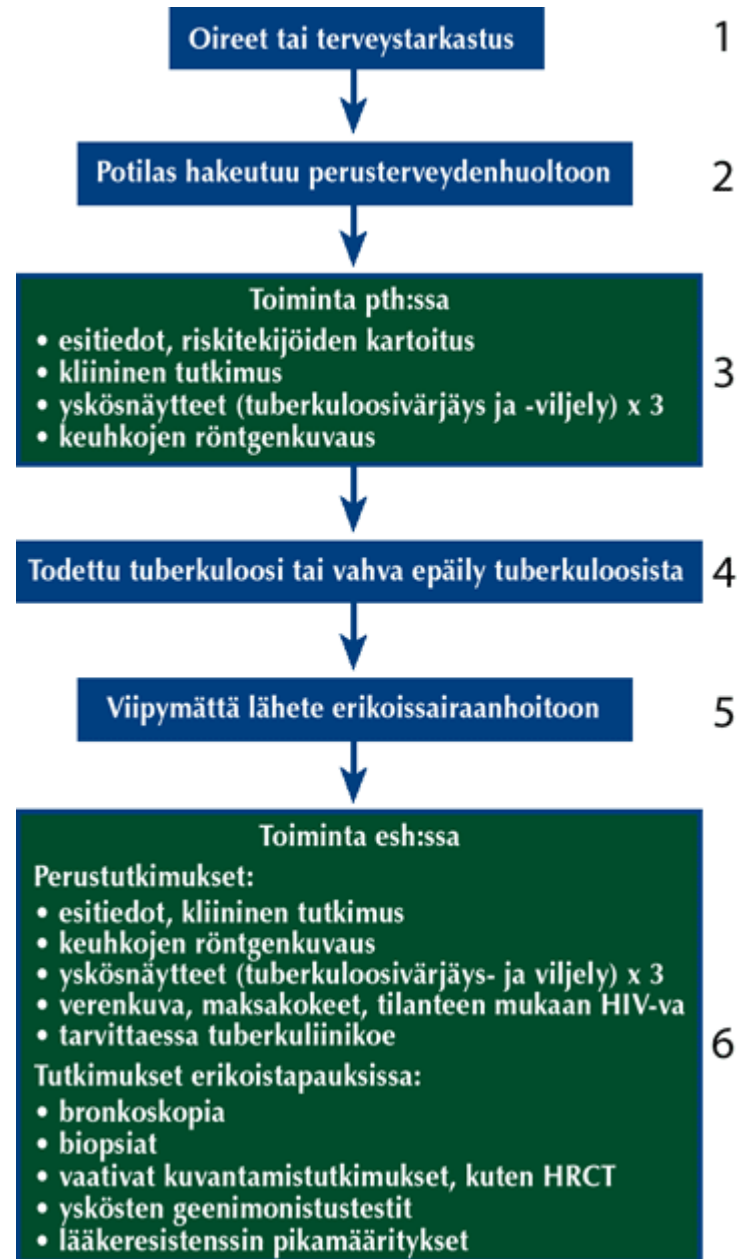 Oireet tai terveystarkastus 1
Potilas hakeutuu perusterveydenhuoltoon 2
Toiminta pth:ssa
• esitiedot, riskitekijöiden kartoitus
• kliininen tutkimus
3
• yskösnäytteet (tuberkuloosivärjäys ja -viljely) x 3
• keuhkojen röntgenkuvaus
Todettu tuberkuloosi tai vahva epäily tuberkuloosista 4
Viipymättä lähete erikoissairaanhoitoon 5
Toiminta esh:ssa
Perustutkimukset:
• esitiedot, kliininen tutkimus
• keuhkojen röntgenkuvaus
• yskösnäytteet (tuberkuloosivärjäys- ja viljely) x 3
• verenkuva, maksakokeet, tilanteen mukaan HIV-va
• tarvittaessa tuberkuliinikoe
6
Tutkimukset erikoistapauksissa:
• bronkoskopia
• biopsiat
• vaativat kuvantamistutkimukset, kuten HRCT
• yskösten geenimonistustestit
• lääkeresistenssin pikamääritykset